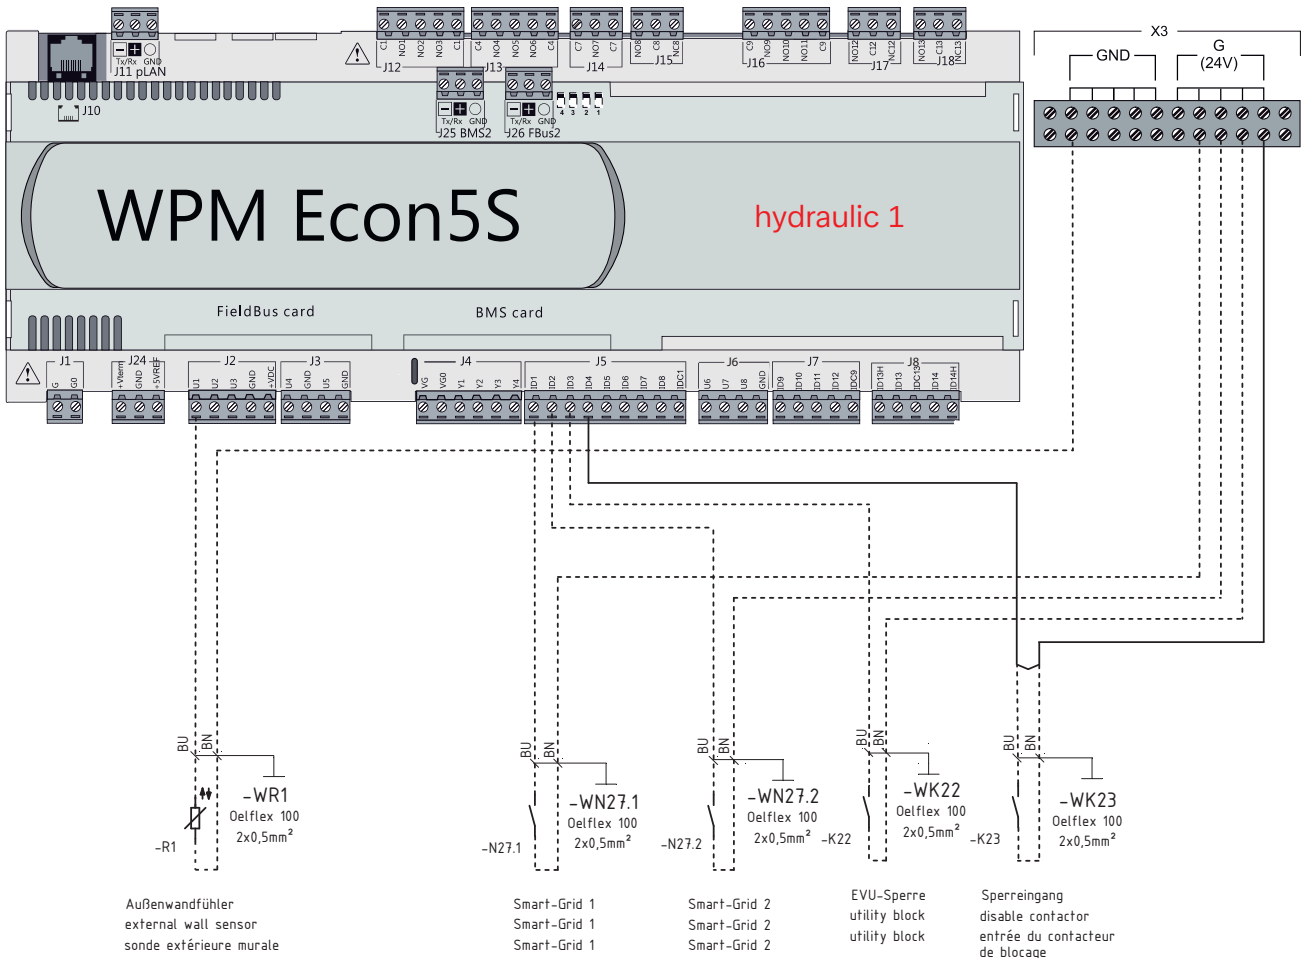 C1 NO1 NO2 NO3 C1
C4 NO4 NO5 NO6 C4
C7 NO7 C7
NO8 C8 NC8
C9 NO9 NO10 NO11 C9
NO12 C12 NC12
NO13 C13 NC13
J12 J13 J14 J15 J16 J17 J18
X3
GND
G
(24V)
Tx/Rx GND
J11 pLAN
J10
Tx/Rx GND
J25 BMS2
Tx/Rx GND
J26 FBus2
4 3 2 1
WPM Econ5S
hydraulic 1
FieldBus card
BMS card
J1 J24 J2 J3 J4 J5 J6 J7 J8
G G0
+Vterm GND +5VREF
U1 U2 U3 GND +VDC
U4 GND U5 GND
VG VG0 Y1 Y2 Y3 Y4
ID1 ID2 ID3 ID4 ID5 ID6 ID7 ID8 IDC1
U6 U7 U8 GND
ID9 ID10 ID11 ID12 IDC9
ID13H ID13 IDC13 ID14 ID14H
BU BN
-WR1
Oelflex 100
2x0,5mm²
-R1
BU BN
-WN27.1
Oelflex 100
2x0,5mm²
-N27.1
BU BN
-WN27.2
Oelflex 100
2x0,5mm²
-N27.2
BU BN
-WK22
Oelflex 100
2x0,5mm²
-K22
BU BN
-WK23
Oelflex 100
2x0,5mm²
-K23
Außenwandfühler
external wall sensor
sonde extérieure murale
Smart-Grid 1
Smart-Grid 1
Smart-Grid 1
Smart-Grid 2
Smart-Grid 2
Smart-Grid 2
EVU-Sperre
utility block
utility block
Sperreingang
disable contactor
entrée du contacteur
de blocage